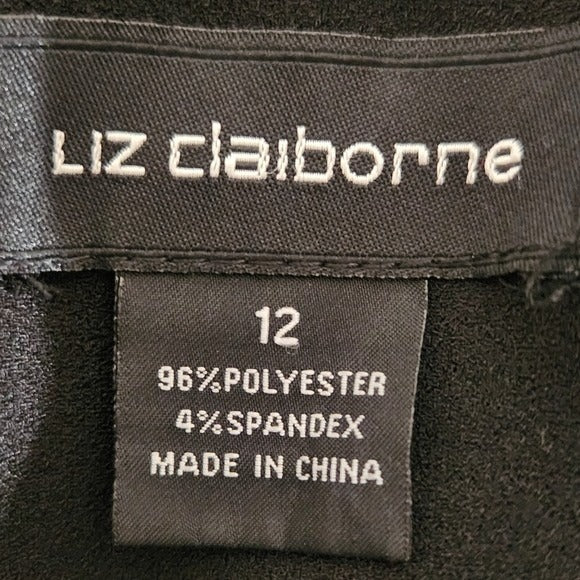 LIZ claiborne
12
96%POLYESTER
4%SPANDEX
MADE IN CHINA